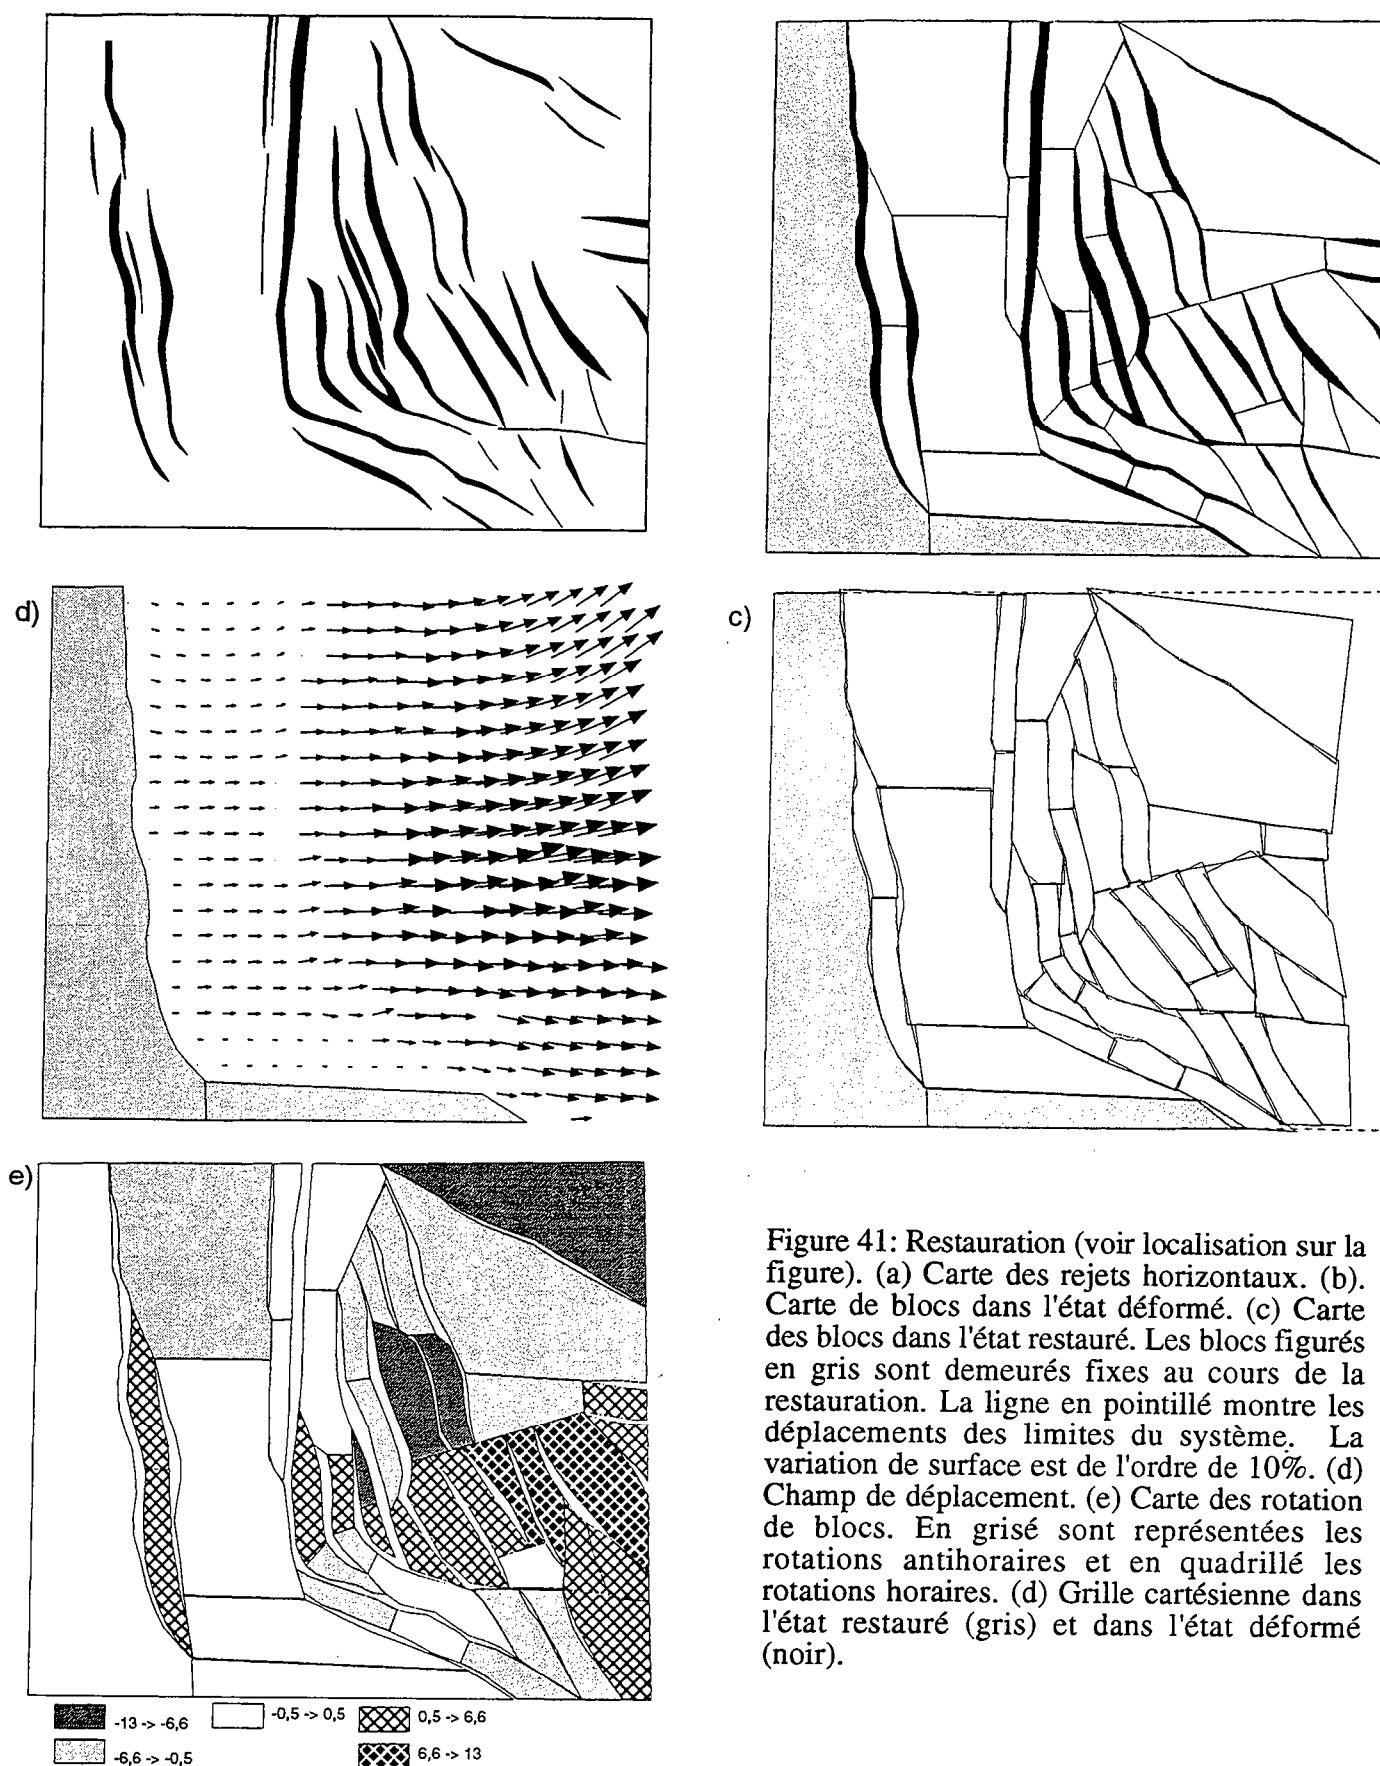 d)
c)
e)
-13 -> -6,6
-0,5 -> 0,5
0,5 -> 6,6
-6,6 -> -0,5
6,6 -> 13
Figure 41: Restauration (voir localisation sur la
figure). (a) Carte des rejets horizontaux. (b).
Carte de blocs dans l'état déformé. (c) Carte
des blocs dans l'état restauré. Les blocs figurés
en gris sont demeurés fixes au cours de la
restauration. La ligne en pointillé montre les
déplacements des limites du système. La
variation de surface est de l'ordre de 10%. (d)
Champ de déplacement. (e) Carte des rotation
de blocs. En grisé sont représentées les
rotations antihoraires et en quadrillé les
rotations horaires. (d) Grille cartésienne dans
l'état restauré (gris) et dans l'état déformé
(noir).